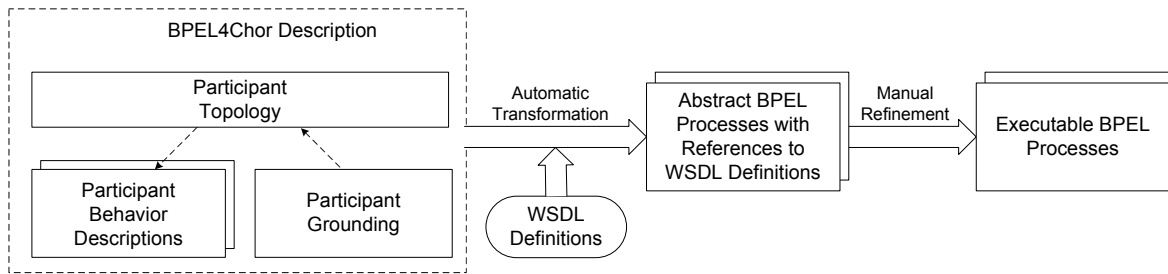 BPEL4Chor Description
Participant
Topology
Participant
Behavior
Descriptions
Participant
Grounding
Automatic
Transformation
WSDL
Definitions
Abstract BPEL
Processes with
References to
WSDL Definitions
Manual
Refinement
Executable BPEL
Processes